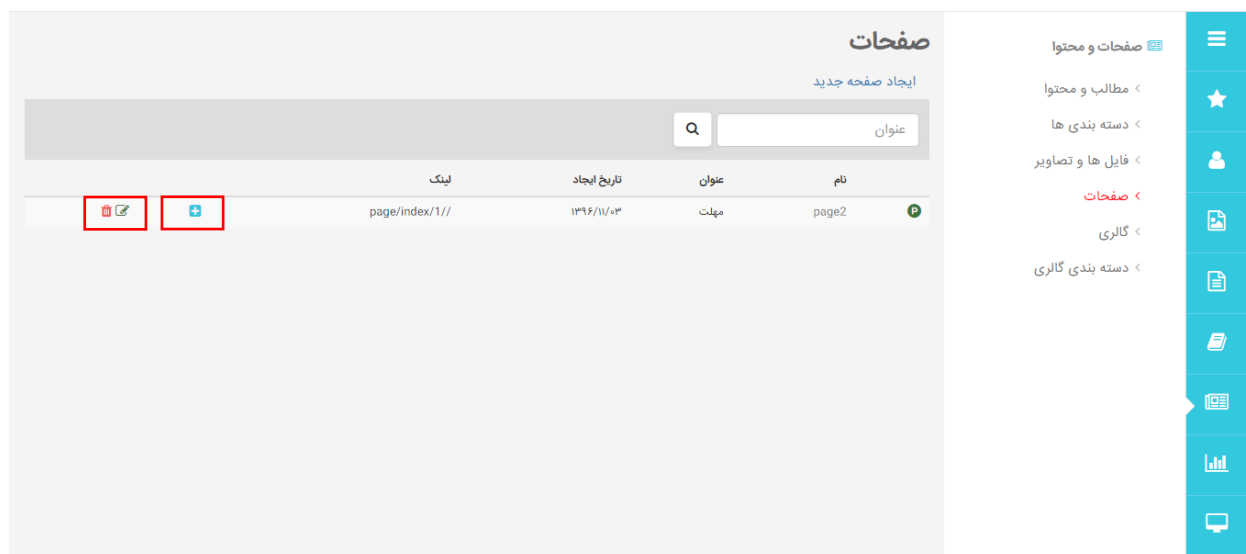 صفحات
ایجاد صفحه جدید
عنوان
نام عنوان تاریخ ایجاد لینک
P page2 مهلت ۱۳۹۶/۱۱/۰۳ page/index/1//
صفحات و محتوا
مطالب و محتوا
دسته بندی ها
فایل ها و تصاویر
صفحات
گالری
دسته بندی گالری